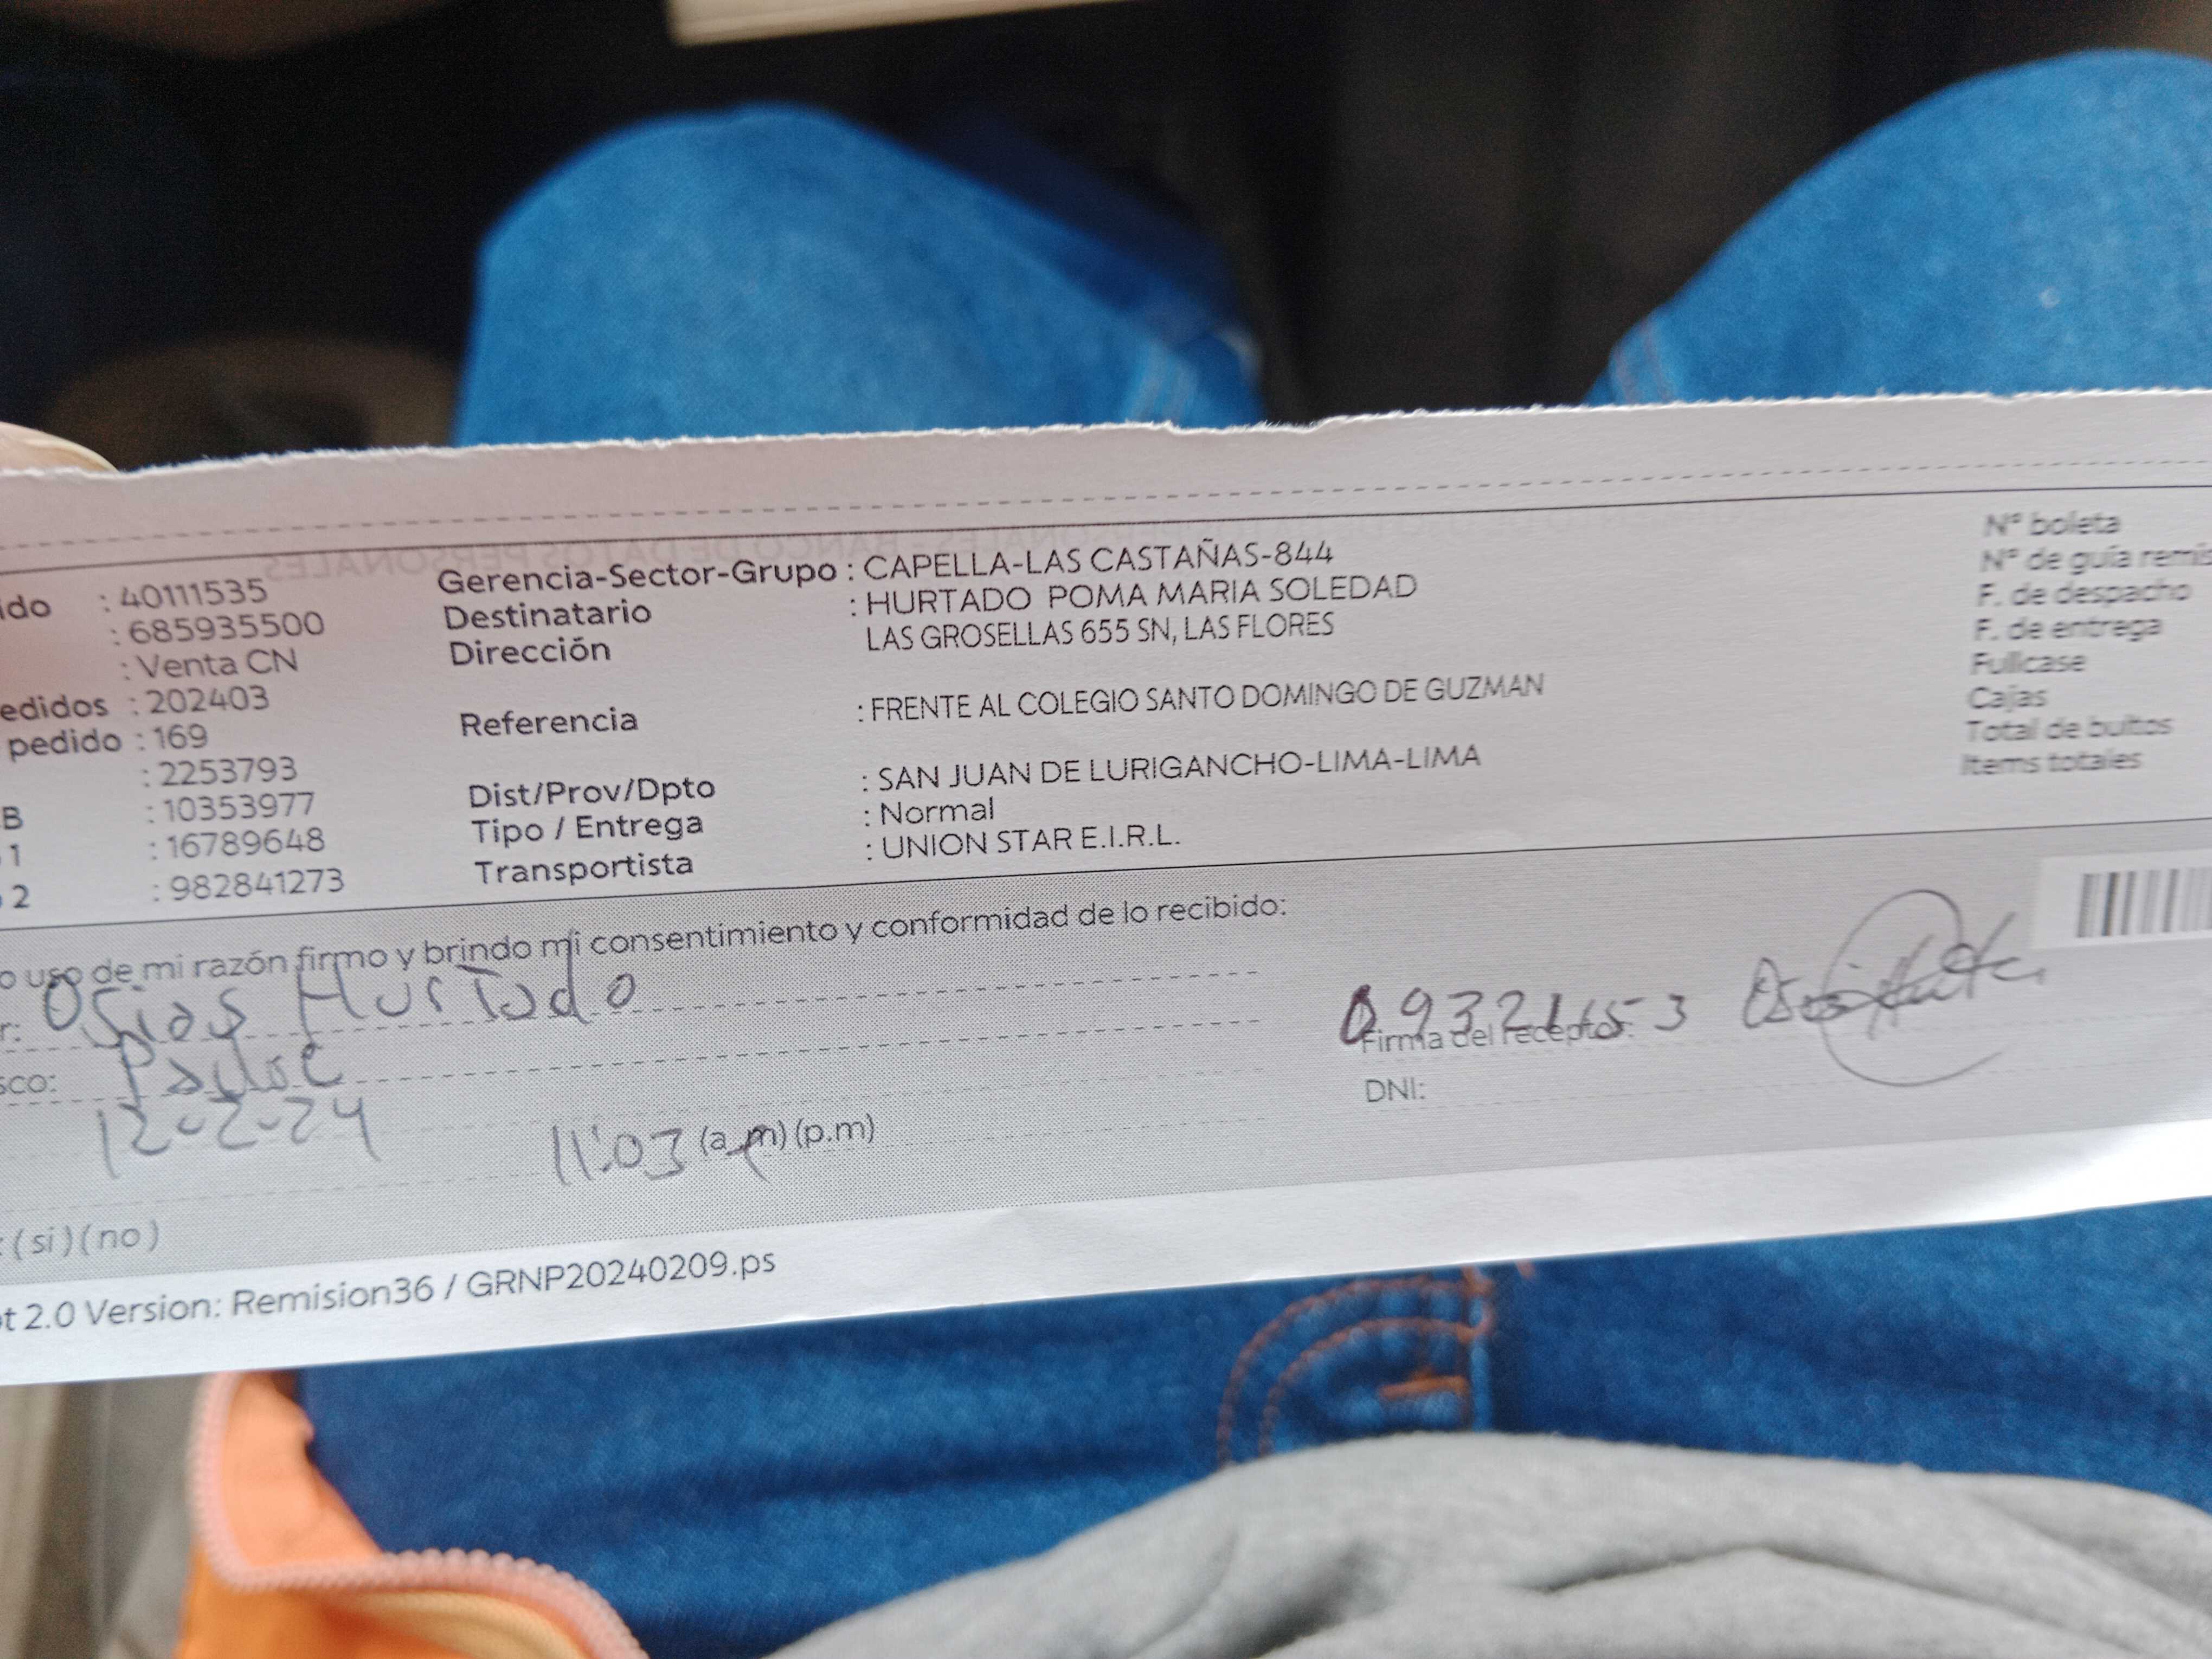 ido : 40111535
: 685935500
: Venta CN
edidos : 202403
pedido : 169
: 2253793
B : 10353977
1 : 16789648
2 : 982841273
Gerencia-Sector-Grupo : CAPELLA-LAS CASTAÑAS-844
Destinatario : HURTADO POMA MARIA SOLEDAD
Dirección LAS GROSELLAS 655 SN, LAS FLORES
Referencia : FRENTE AL COLEGIO SANTO DOMINGO DE GUZMAN
Dist/Prov/Dpto : SAN JUAN DE LURIGANCHO-LIMA-LIMA
Tipo / Entrega : Normal
Transportista : UNION STAR E.I.R.L.
N° boleta
N° de guía remis
F. de despacho
F. de entrega
Fullcase
Cajas
Total de bultos
Items totales
o uso de mi razón firmo y brindo mi consentimiento y conformidad de lo recibido:
r: Osias Hurtado
sco: Padre
12-2-24 11:03 (a.m) (p.m)
Firma del receptor:
DNI:
: (si) (no)
t 2.0 Version: Remision36 / GRNP20240209.ps